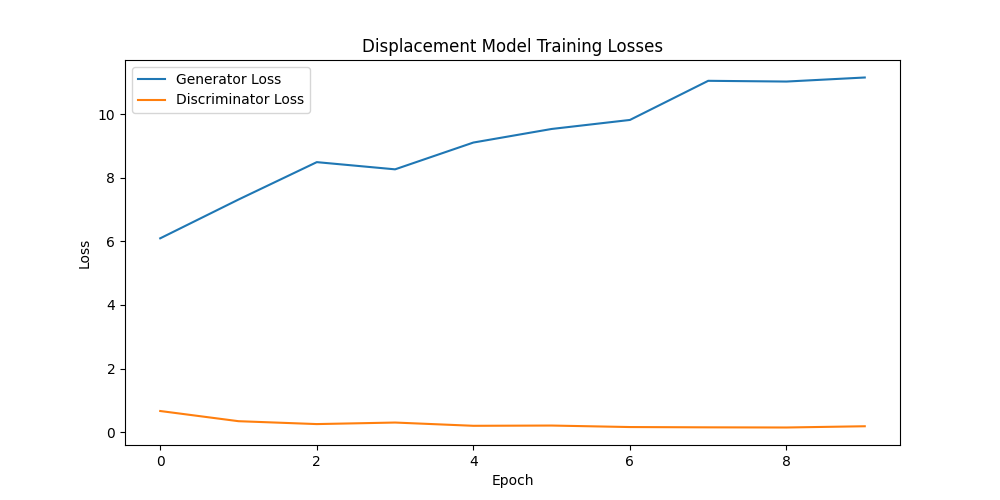 Displacement Model Training Losses
Generator Loss
Discriminator Loss
10
8
6
4
2
0
Loss
0 2 4 6 8
Epoch